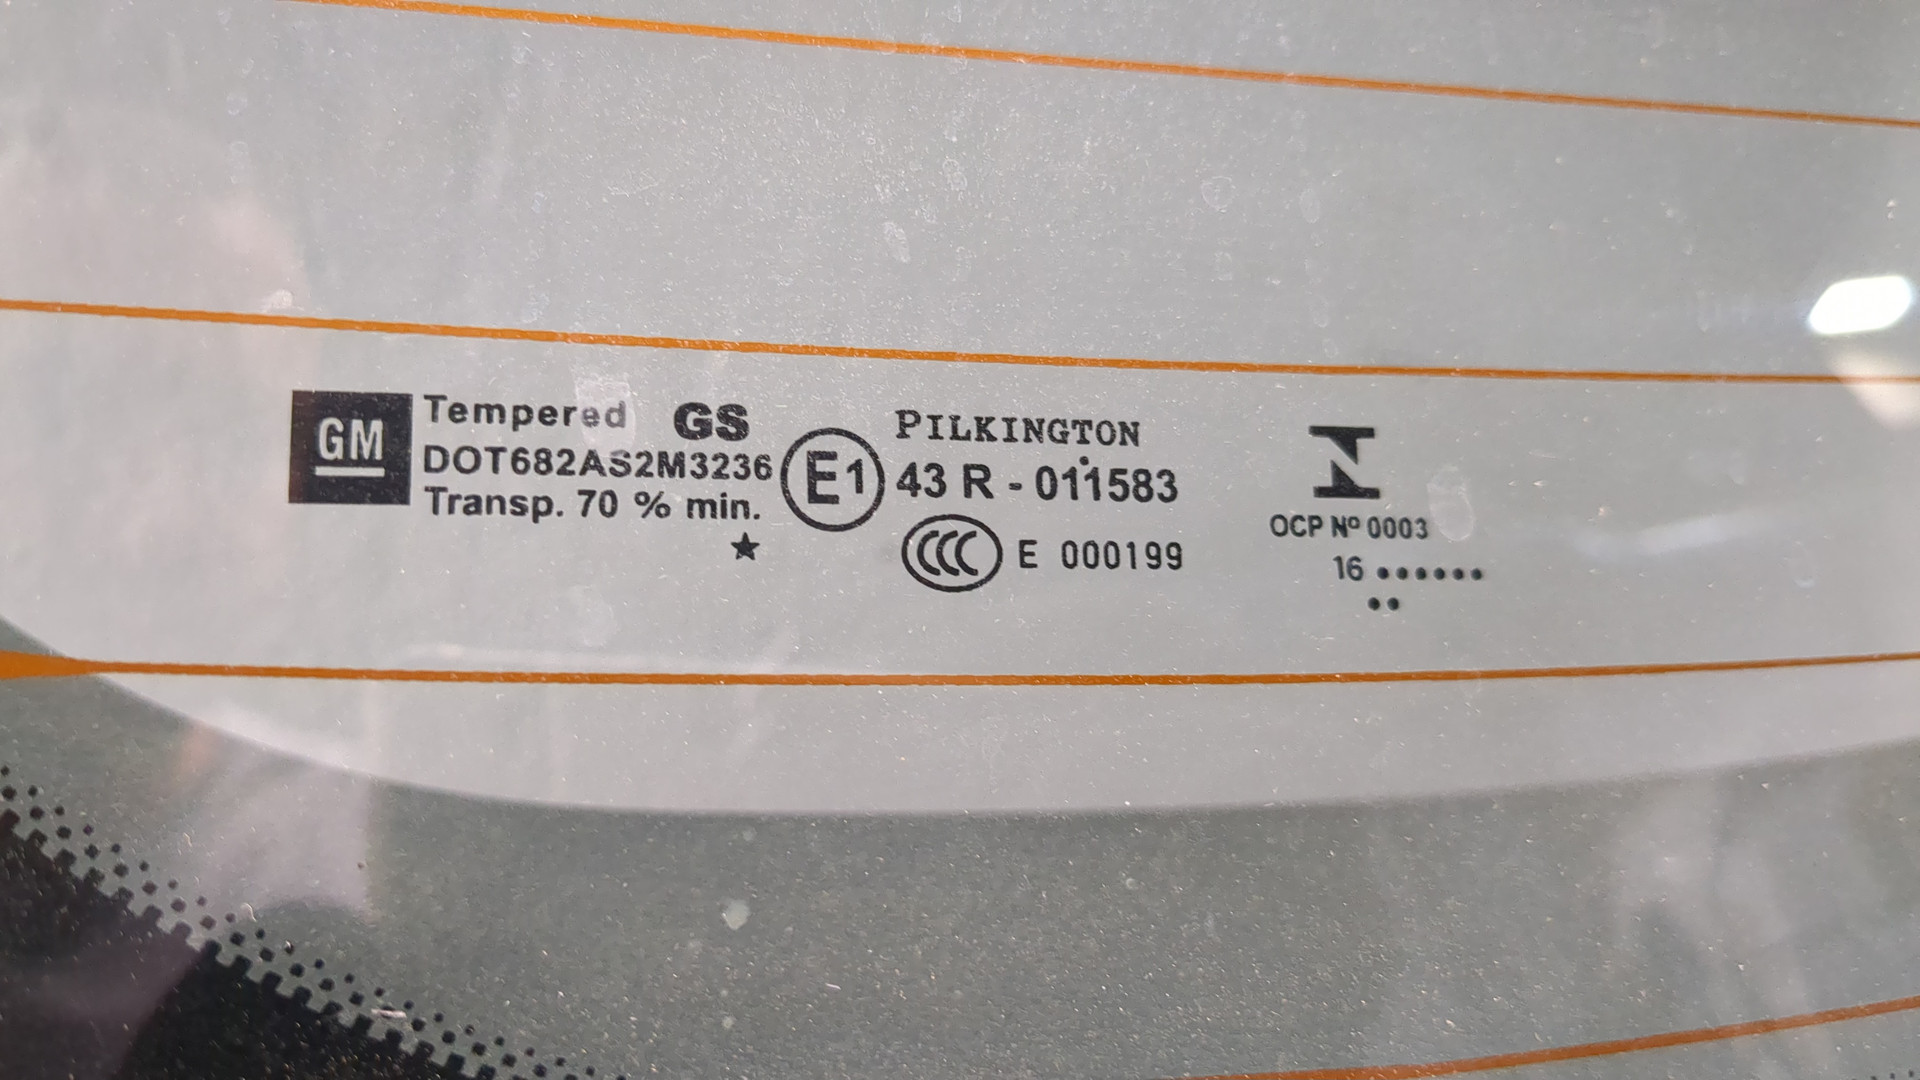 GM
Tempered GS
DOT682AS2M3236
Transp. 70 % min.
★
E1
PILKINGTON
43 R - 011583
CCC E 000199
OCP Nº 0003
16 ••••••
••